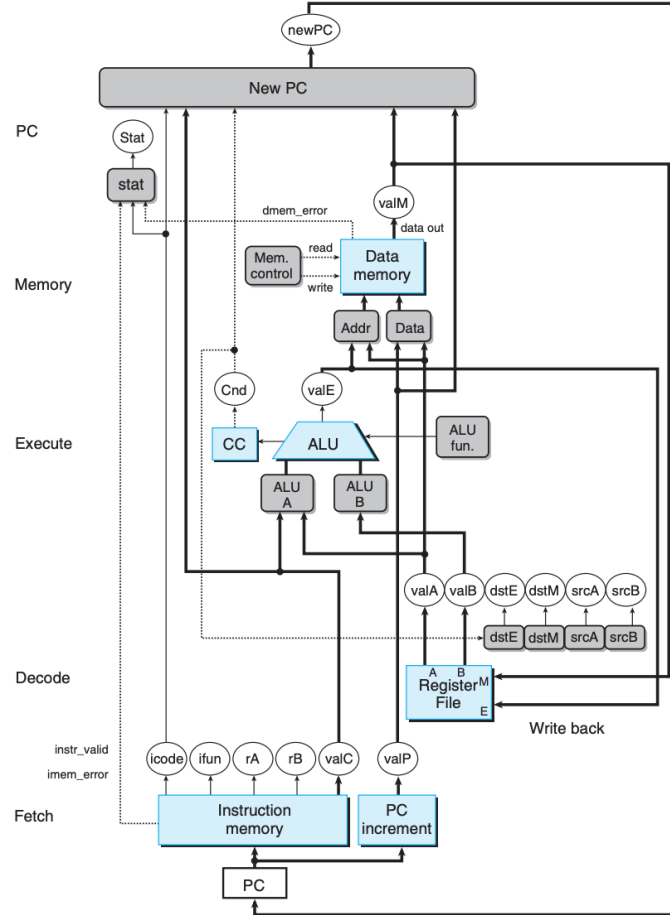 newPC
New PC
PC
Stat
stat
valM
dmem_error
data out
Mem.
control
read
write
Data
memory
Memory
Addr
Data
Cnd
valE
Execute
CC
ALU
ALU
fun.
ALU
A
ALU
B
valA
valB
dstE
dstM
srcA
srcB
dstE
dstM
srcA
srcB
Decode
A
B
Register
File
M
E
Write back
instr_valid
imem_error
icode
ifun
rA
rB
valC
valP
Fetch
Instruction
memory
PC
increment
PC